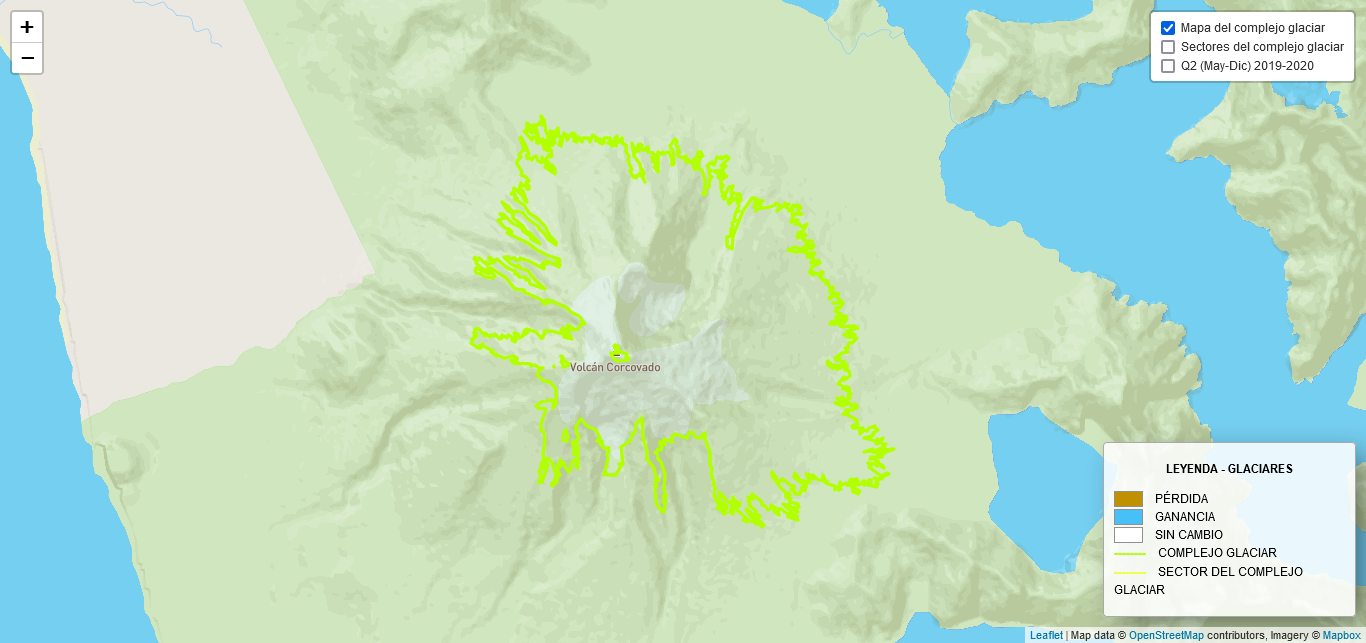 +
−
Mapa del complejo glaciar
Sectores del complejo glaciar
Q2 (May-Dic) 2019-2020
Volcán Corcovado
LEYENDA - GLACIARES
PÉRDIDA
GANANCIA
SIN CAMBIO
COMPLEJO GLACIAR
SECTOR DEL COMPLEJO
GLACIAR
Leaflet | Map data © OpenStreetMap contributors, Imagery © Mapbox